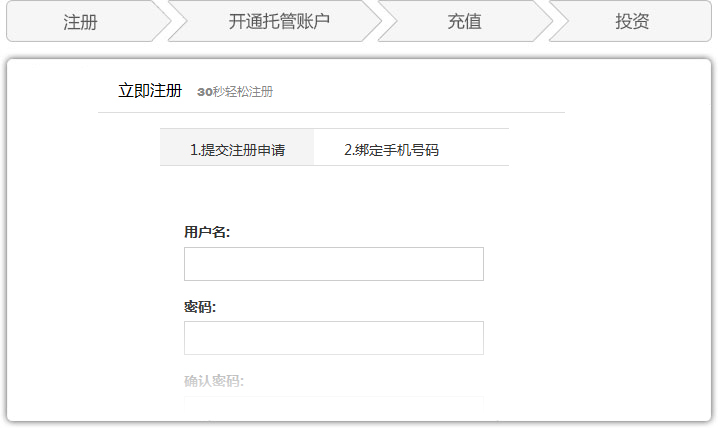 注册 开通托管账户 充值 投资
立即注册 30秒轻松注册
1.提交注册申请 2.绑定手机号码
用户名:
密码:
确认密码: